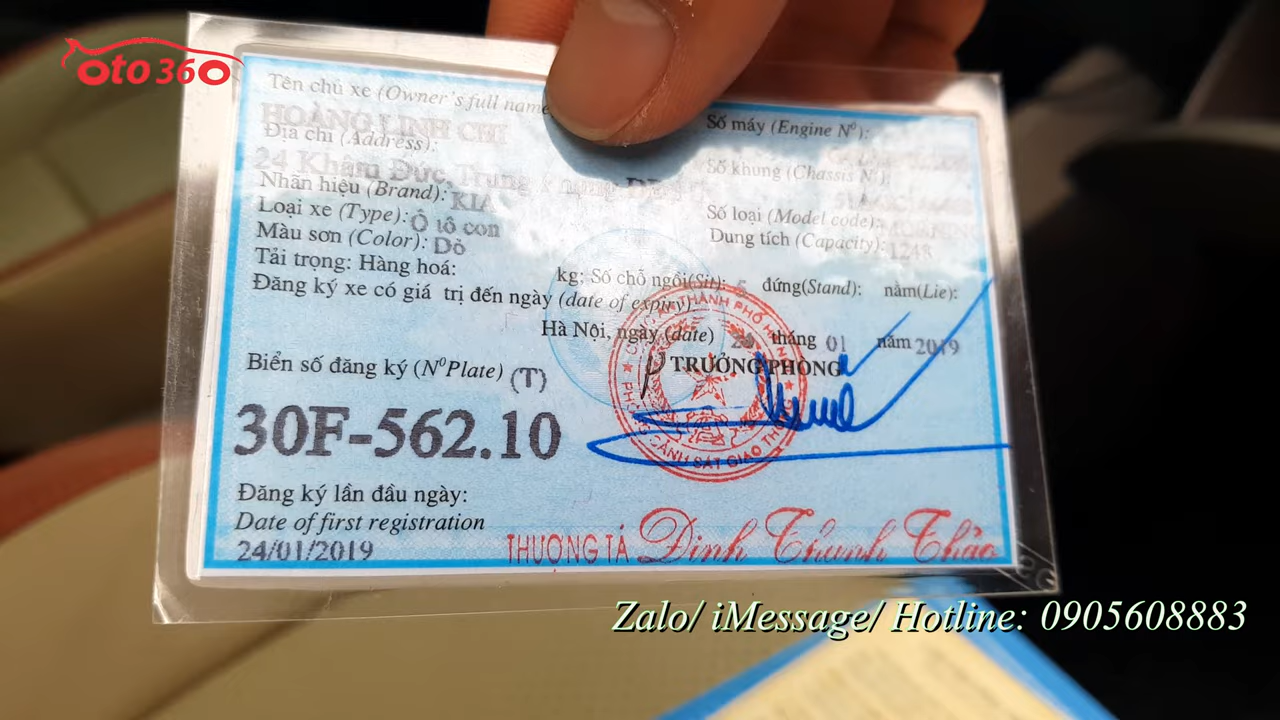 oto360
Tên chủ xe (Owner's full name
HOÀNG LINH CHI
Địa chỉ (Address):
24 Khâm Đức, Trung
Nhãn hiệu (Brand): KIA
Loại xe (Type): Ô tô con
Màu sơn (Color): Đỏ
Tải trọng: Hàng hoá:
Số máy (Engine Nº):
Số khung (Chassis Nº):
Số loại (Model code): MORNING
Dung tích (Capacity): 1248
kg; Số chỗ ngồi(Sit): 5 đứng(Stand): nằm(Lie):
Đăng ký xe có giá trị đến ngày (date of expiry)
Hà Nội, ngày (date) tháng 01 năm 2019
TRƯỞNG PHÒNG
Biển số đăng ký (NºPlate) (T)
30F-562.10
Đăng ký lần đầu ngày:
Date of first registration
24/01/2019
THƯỢNG TÁ Đinh Thanh Thảo
Zalo/ iMessage/ Hotline: 0905608883